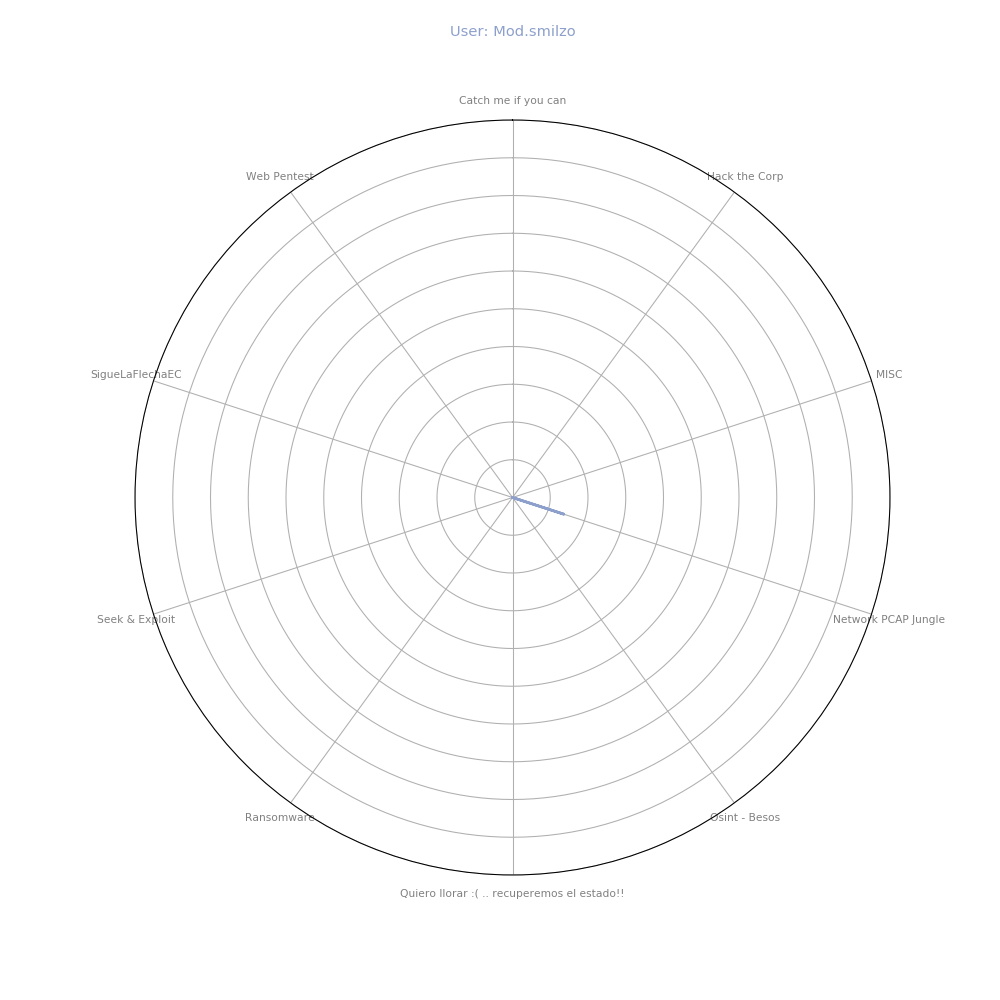 User: Mod.smilzo
Catch me if you can
Web Pentest
Hack the Corp
SigueLaFlechaEC
MISC
Seek & Exploit
Network PCAP Jungle
Ransomware
Osint - Besos
Quiero llorar :( .. recuperemos el estado!!